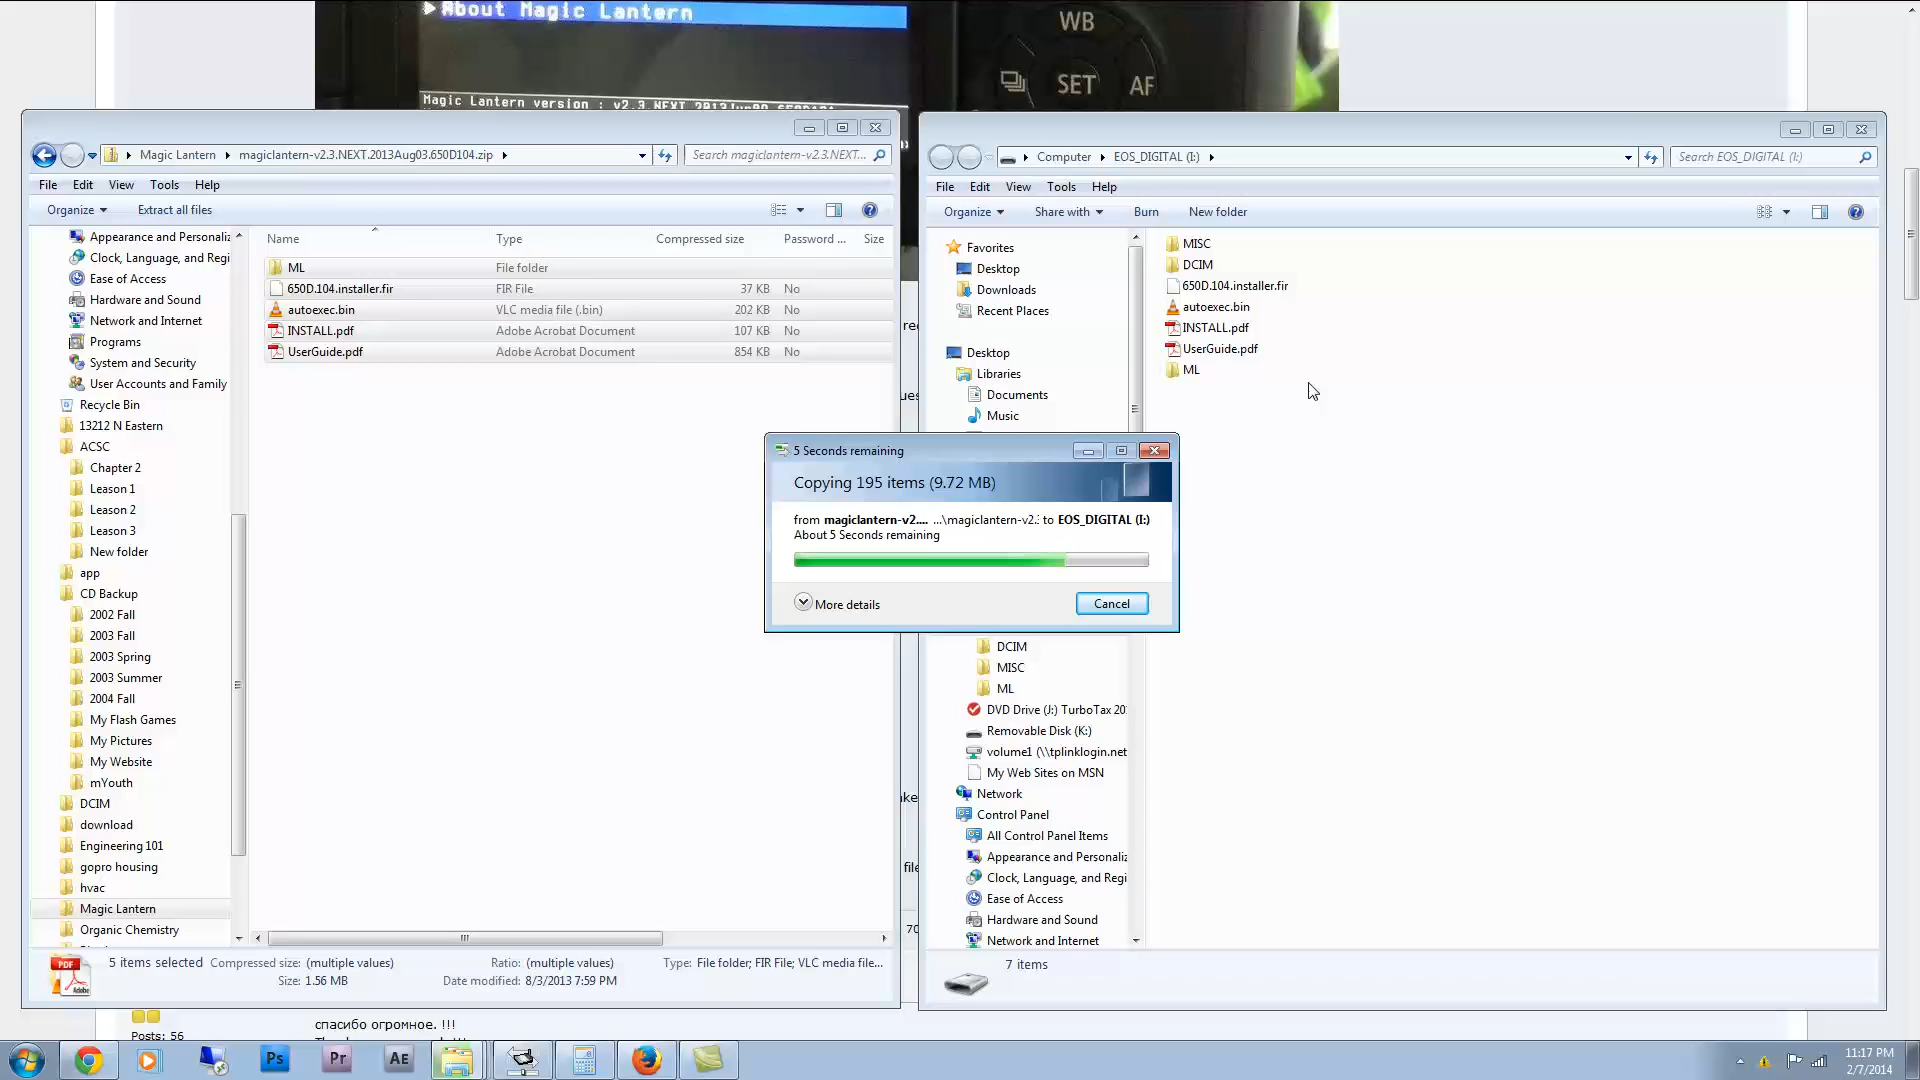 About Magic Lantern
WB
SET
AF
Magic Lantern version : v2.3.NEXT.2013
Magic Lantern
magiclantern-v2.3.NEXT.2013Aug03.650D104.zip
Search magiclantern-v2.3.NEXT...
File Edit View Tools Help
Organize
Extract all files
Appearance and Personaliz
Clock, Language, and Regi
Ease of Access
Hardware and Sound
Network and Internet
Programs
System and Security
User Accounts and Family
Recycle Bin
13212 N Eastern
ACSC
Chapter 2
Leason 1
Leason 2
Leason 3
New folder
app
CD Backup
2002 Fall
2003 Fall
2003 Spring
2003 Summer
2004 Fall
My Flash Games
My Pictures
My Website
mYouth
DCIM
download
Engineering 101
gopro housing
hvac
Magic Lantern
Organic Chemistry
Name Type Compressed size Password ... Size
ML File folder
650D.104.installer.fir FIR File 37 KB No
autoexec.bin VLC media file (.bin) 202 KB No
INSTALL.pdf Adobe Acrobat Document 107 KB No
UserGuide.pdf Adobe Acrobat Document 854 KB No
PDF
Adobe
5 items selected Compressed size: (multiple values) Ratio: (multiple values) Type: File folder; FIR File; VLC media file...
Size: 1.56 MB Date modified: 8/3/2013 7:59 PM
5 Seconds remaining
Copying 195 items (9.72 MB)
from magiclantern-v2.... ...\magiclantern-v2.: to EOS_DIGITAL (I:)
About 5 Seconds remaining
More details
Cancel
Computer
EOS_DIGITAL (I:)
Search EOS_DIGITAL (I:)
File Edit View Tools Help
Organize
Share with
Burn
New folder
Favorites
Desktop
Downloads
Recent Places
Desktop
Libraries
Documents
Music
DCIM
MISC
ML
DVD Drive (J:) TurboTax 20
Removable Disk (K:)
volume1 (\\tplinklogin.net
My Web Sites on MSN
Network
Control Panel
All Control Panel Items
Appearance and Personaliz
Clock, Language, and Regi
Ease of Access
Hardware and Sound
Network and Internet
MISC
DCIM
650D.104.installer.fir
autoexec.bin
INSTALL.pdf
UserGuide.pdf
ML
7 items
Posts: 56
спасибо огромное. !!!
Ps
Pr
AE
11:17 PM
2/7/2014